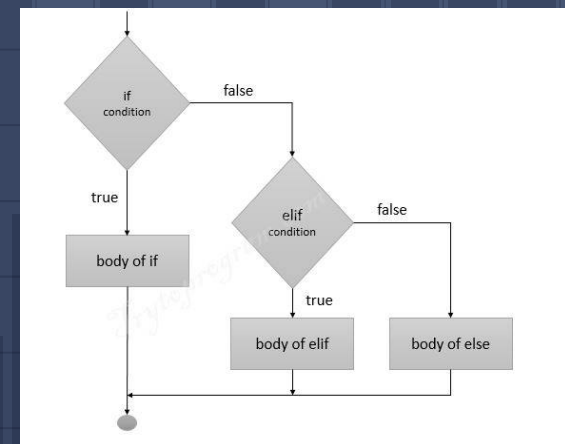 if
condition
false
true
elif
condition
false
body of if
true
body of elif
body of else